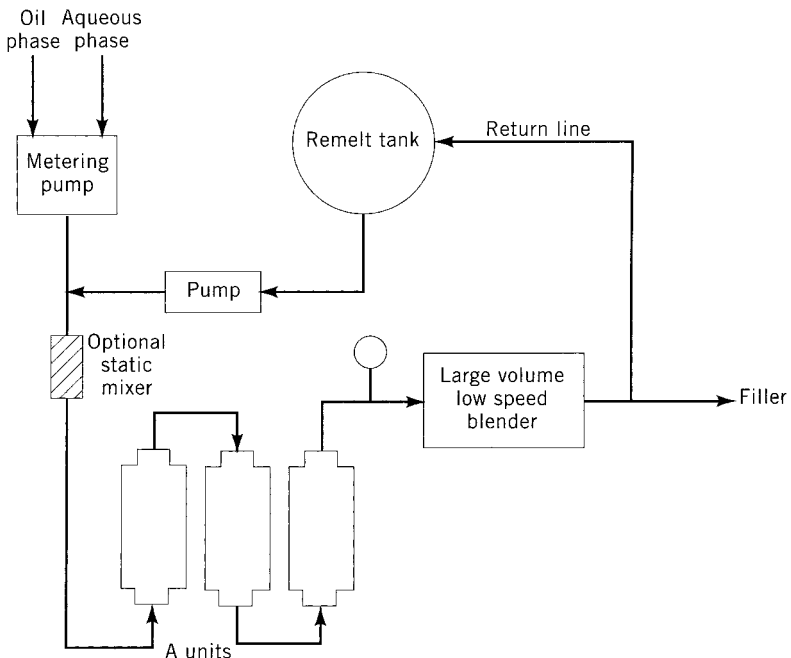 Oil Aqueous
phase phase
Metering
pump
Remelt tank
Return line
Pump
Optional
static
mixer
Large volume
low speed
blender
Filler
A units